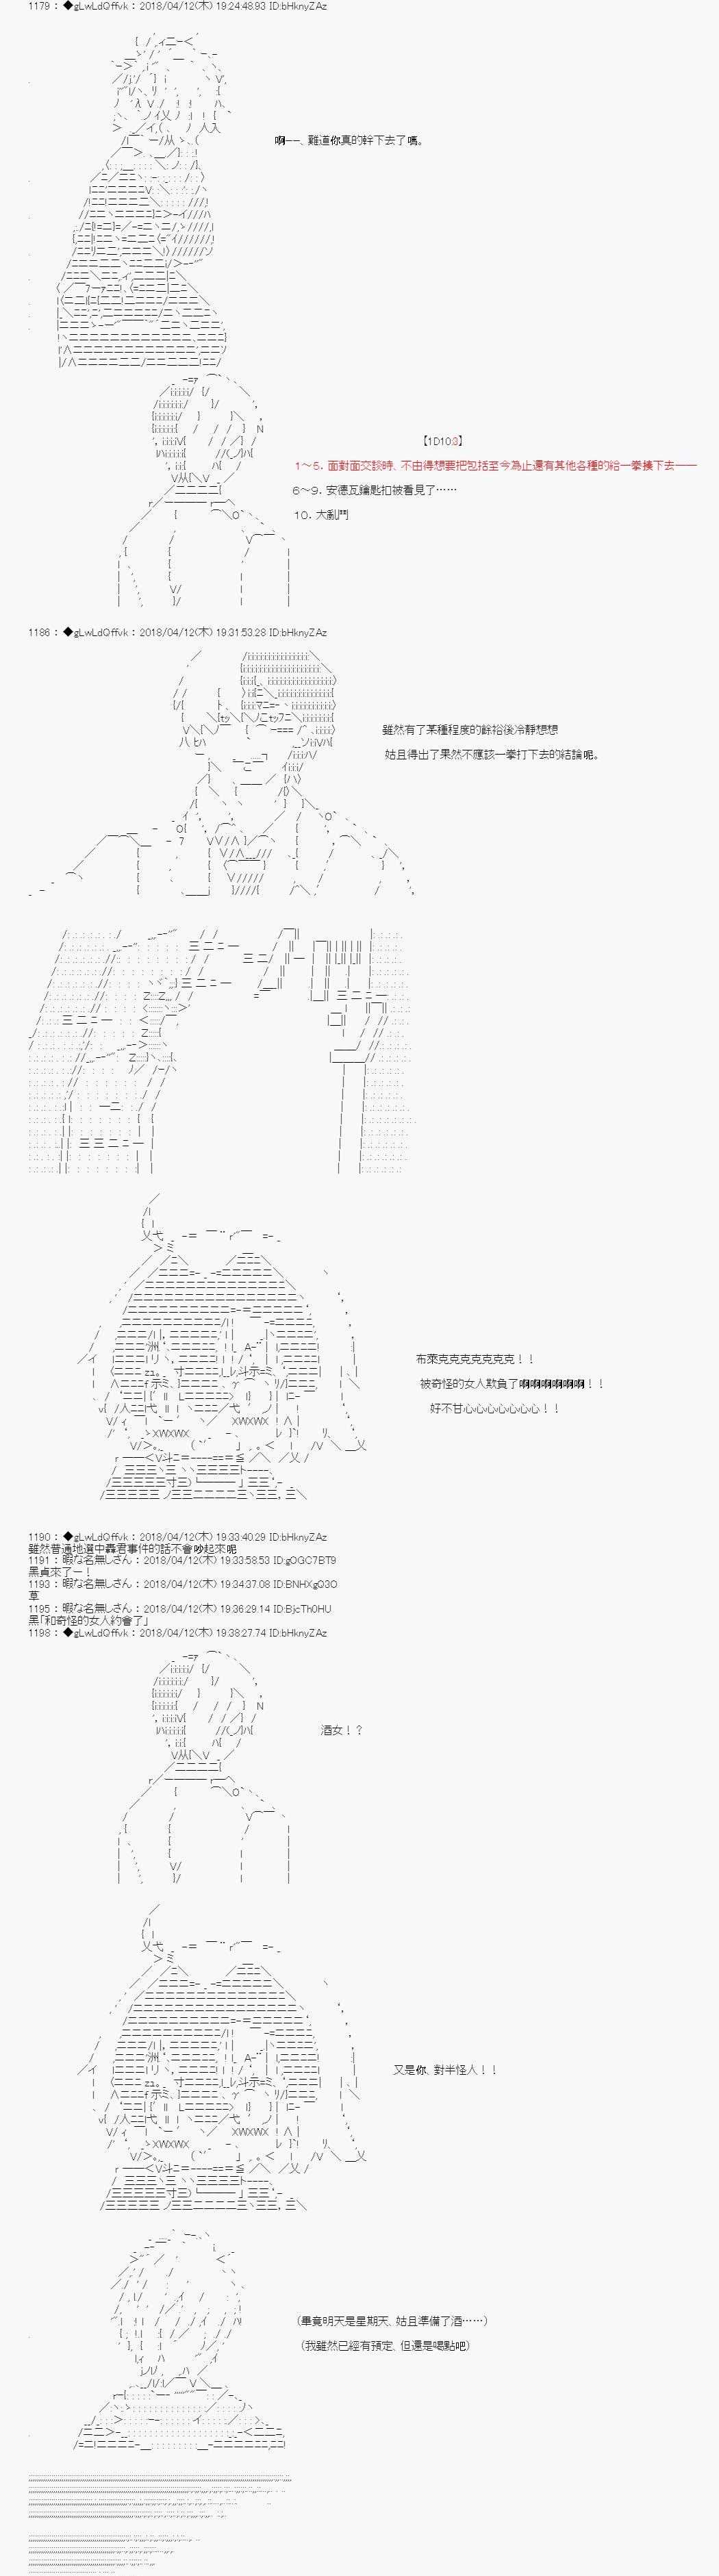 1179 : ◆gLwLdQffvk : 2018/04/12(木) 19:24:48.93 ID:bHknyZAz
啊−−、難道你真的幹下去了嗎。
【1D10:3】
1～5．面對面交談時、不由得想要把包括至今為止還有其他各種的給一拳揍下去一一
6～9．安德瓦鑰匙扣被看見了……
10．大亂鬥
1186 : ◆gLwLdQffvk : 2018/04/12(木) 19:31:53.28 ID:bHknyZAz
雖然有了某種程度的餘裕後冷靜想想
姑且得出了果然不應該一拳打下去的結論呢。
布萊克克克克克克克！！
被奇怪的女人欺負了啊啊啊啊啊啊！！
好不甘心心心心心心心！！
1190 : ◆gLwLdQffvk : 2018/04/12(木) 19:33:40.29 ID:bHknyZAz
雖然普通地選中轟君事件的話不會吵起來呢
1191 : 暇な名無しさん : 2018/04/12(木) 19:33:58.53 ID:gOGC7BT9
黑貞來了ー！
1193 : 暇な名無しさん : 2018/04/12(木) 19:34:37.08 ID:BNHXgQ3O
草
1195 : 暇な名無しさん : 2018/04/12(木) 19:36:29.14 ID:BjcTh0HU
黑「和奇怪的女人約會了」
1198 : ◆gLwLdQffvk : 2018/04/12(木) 19:38:27.74 ID:bHknyZAz
酒女！？
又是你、對半怪人！！
（畢竟明天是星期天、姑且準備了酒……）
（我雖然已經有預定、但還是喝點吧）